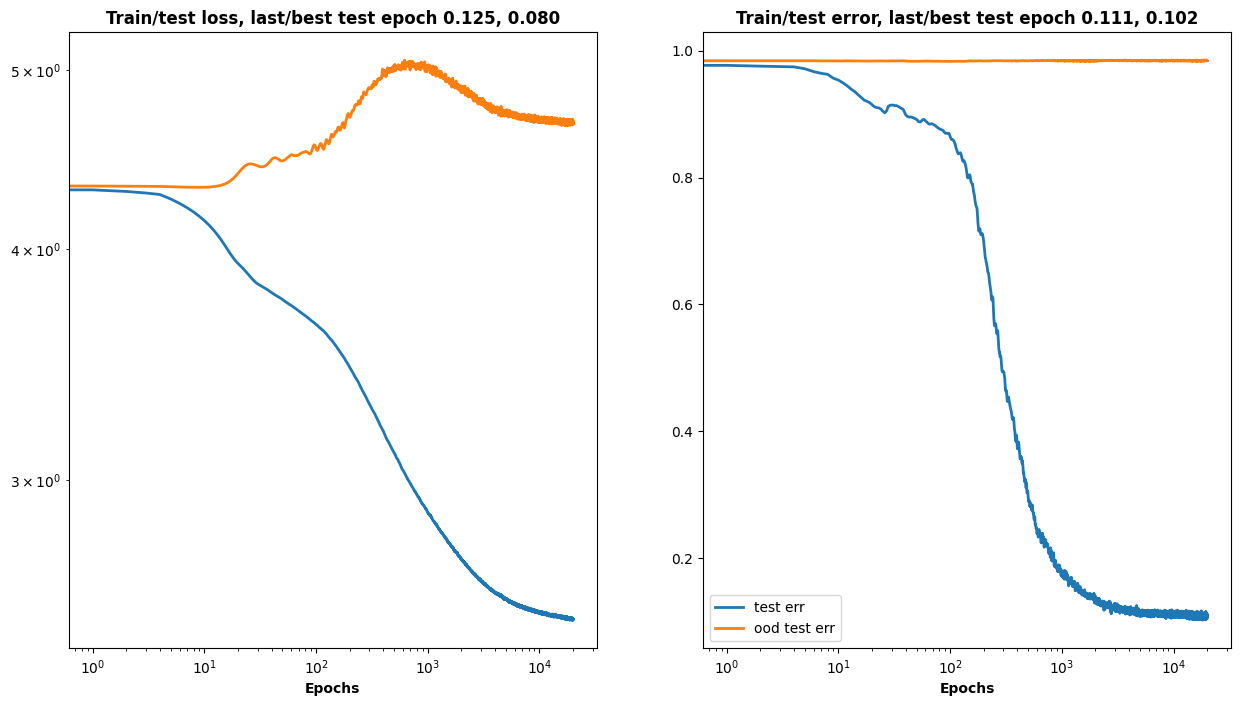 Train/test loss, last/best test epoch 0.125, 0.080
5 × 10⁰
4 × 10⁰
3 × 10⁰
10⁰ 10¹ 10² 10³ 10⁴
Epochs
Train/test error, last/best test epoch 0.111, 0.102
1.0
0.8
0.6
0.4
0.2
test err
ood test err
10⁰ 10¹ 10² 10³ 10⁴
Epochs